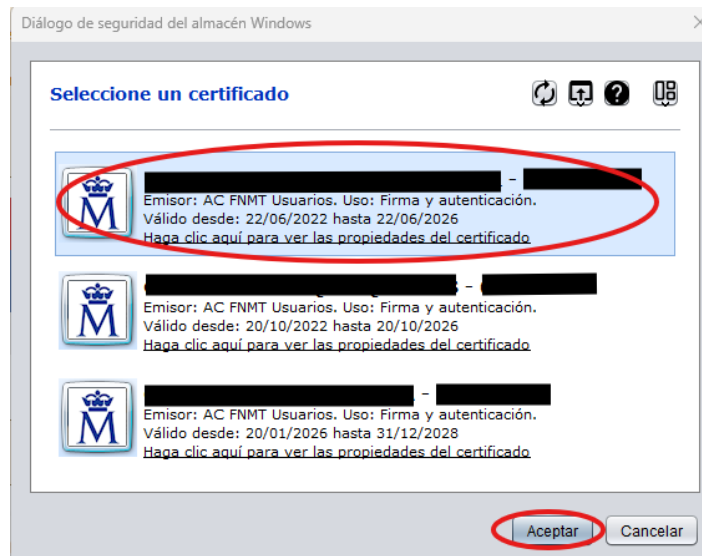 Diálogo de seguridad del almacén Windows
Seleccione un certificado
-
Emisor: AC FNMT Usuarios. Uso: Firma y autenticación.
Válido desde: 22/06/2022 hasta 22/06/2026
Haga clic aquí para ver las propiedades del certificado
-
Emisor: AC FNMT Usuarios. Uso: Firma y autenticación.
Válido desde: 20/10/2022 hasta 20/10/2026
Haga clic aquí para ver las propiedades del certificado
-
Emisor: AC FNMT Usuarios. Uso: Firma y autenticación.
Válido desde: 20/01/2026 hasta 31/12/2028
Haga clic aquí para ver las propiedades del certificado
Aceptar Cancelar